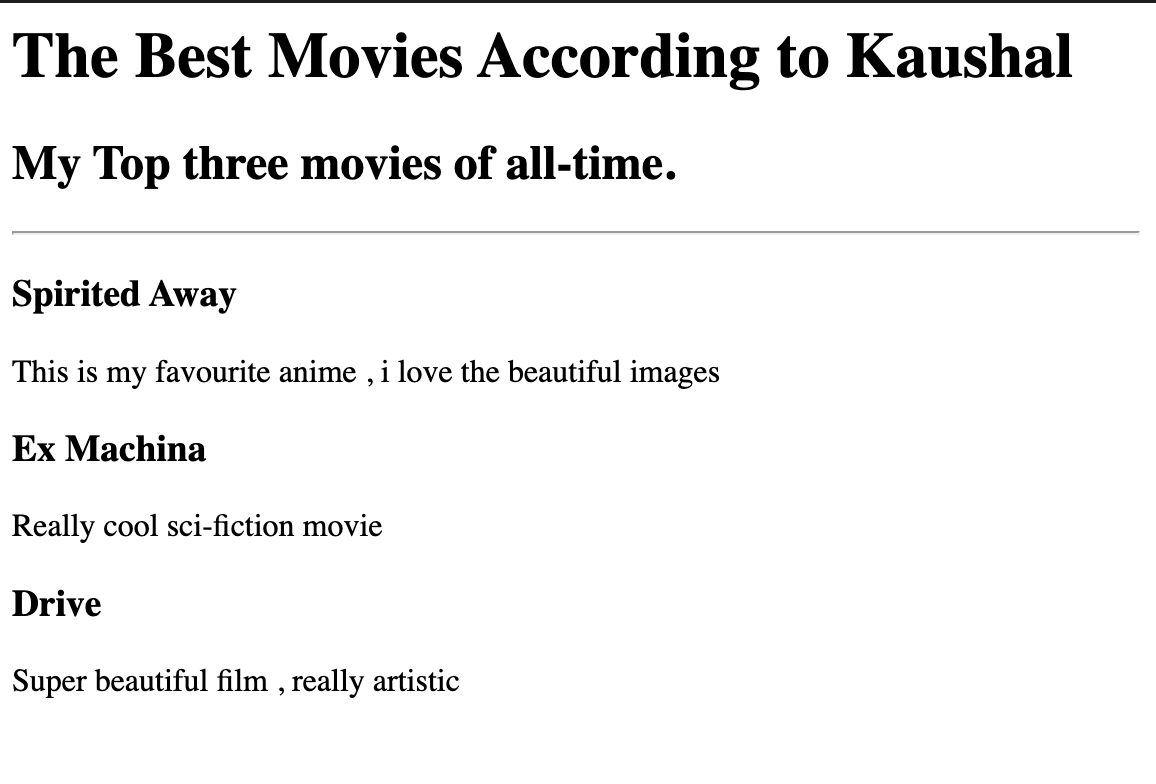 The Best Movies According to Kaushal
My Top three movies of all-time.
Spirited Away
This is my favourite anime , i love the beautiful images
Ex Machina
Really cool sci-fiction movie
Drive
Super beautiful film , really artistic